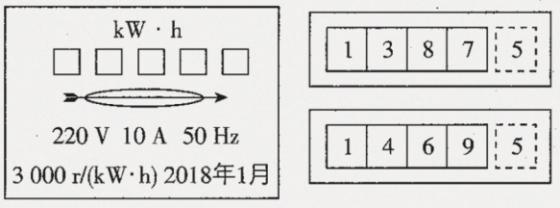 kW · h
220 V 10 A 50 Hz
3 000 r/(kW·h) 2018年1月
1 3 8 7 5
1 4 6 9 5